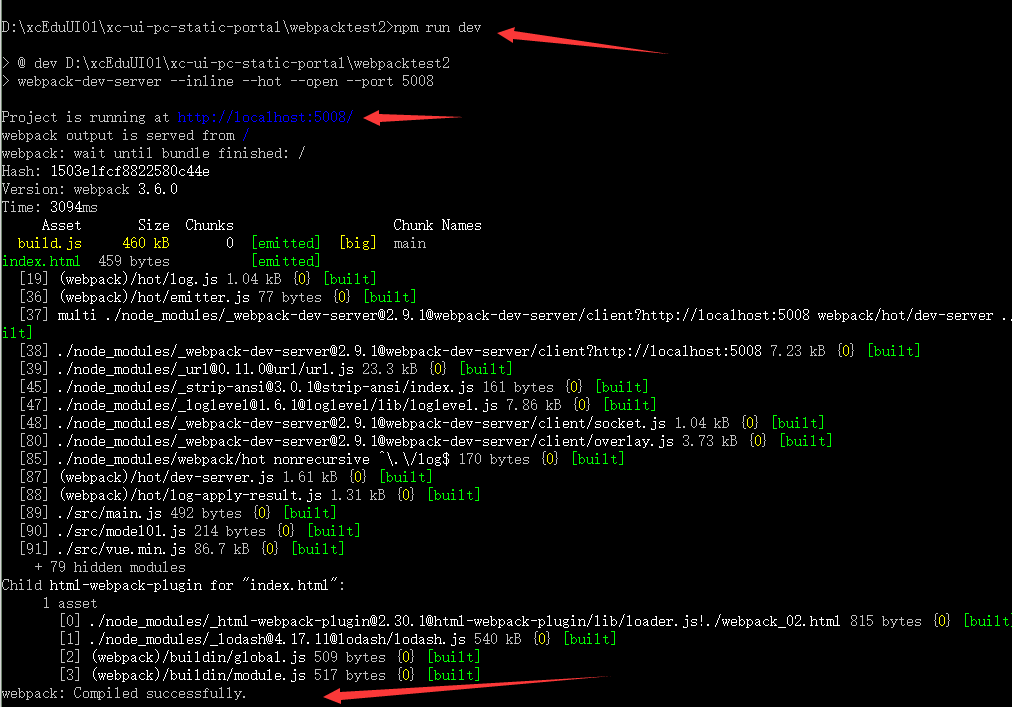 D:\xcEduUI01\xc-ui-pc-static-portal\webpacktest2>npm run dev
> @ dev D:\xcEduUI01\xc-ui-pc-static-portal\webpacktest2
> webpack-dev-server --inline --hot --open --port 5008
Project is running at http://localhost:5008/
webpack output is served from /
webpack: wait until bundle finished: /
Hash: 1503e1fcf8822580c44e
Version: webpack 3.6.0
Time: 3094ms
Asset Size Chunks Chunk Names
build.js 460 kB 0 [emitted] [big] main
index.html 459 bytes [emitted]
[19] (webpack)/hot/log.js 1.04 kB {0} [built]
[36] (webpack)/hot/emitter.js 77 bytes {0} [built]
[37] multi ./node_modules/_webpack-dev-server@2.9.1@webpack-dev-server/client?http://localhost:5008 webpack/hot/dev-server ..
ilt]
[38] ./node_modules/_webpack-dev-server@2.9.1@webpack-dev-server/client?http://localhost:5008 7.23 kB {0} [built]
[39] ./node_modules/_url@0.11.0@url/url.js 23.3 kB {0} [built]
[45] ./node_modules/_strip-ansi@3.0.1@strip-ansi/index.js 161 bytes {0} [built]
[47] ./node_modules/_loglevel@1.6.1@loglevel/lib/loglevel.js 7.86 kB {0} [built]
[48] ./node_modules/_webpack-dev-server@2.9.1@webpack-dev-server/client/socket.js 1.04 kB {0} [built]
[80] ./node_modules/_webpack-dev-server@2.9.1@webpack-dev-server/client/overlay.js 3.73 kB {0} [built]
[85] ./node_modules/webpack/hot nonrecursive ^\.\/log$ 170 bytes {0} [built]
[87] (webpack)/hot/dev-server.js 1.61 kB {0} [built]
[88] (webpack)/hot/log-apply-result.js 1.31 kB {0} [built]
[89] ./src/main.js 492 bytes {0} [built]
[90] ./src/model01.js 214 bytes {0} [built]
[91] ./src/vue.min.js 86.7 kB {0} [built]
+ 79 hidden modules
Child html-webpack-plugin for "index.html":
1 asset
[0] ./node_modules/_html-webpack-plugin@2.30.1@html-webpack-plugin/lib/loader.js!./webpack_02.html 815 bytes {0} [built
[1] ./node_modules/_lodash@4.17.11@lodash/lodash.js 540 kB {0} [built]
[2] (webpack)/buildin/global.js 509 bytes {0} [built]
[3] (webpack)/buildin/module.js 517 bytes {0} [built]
webpack: Compiled successfully.